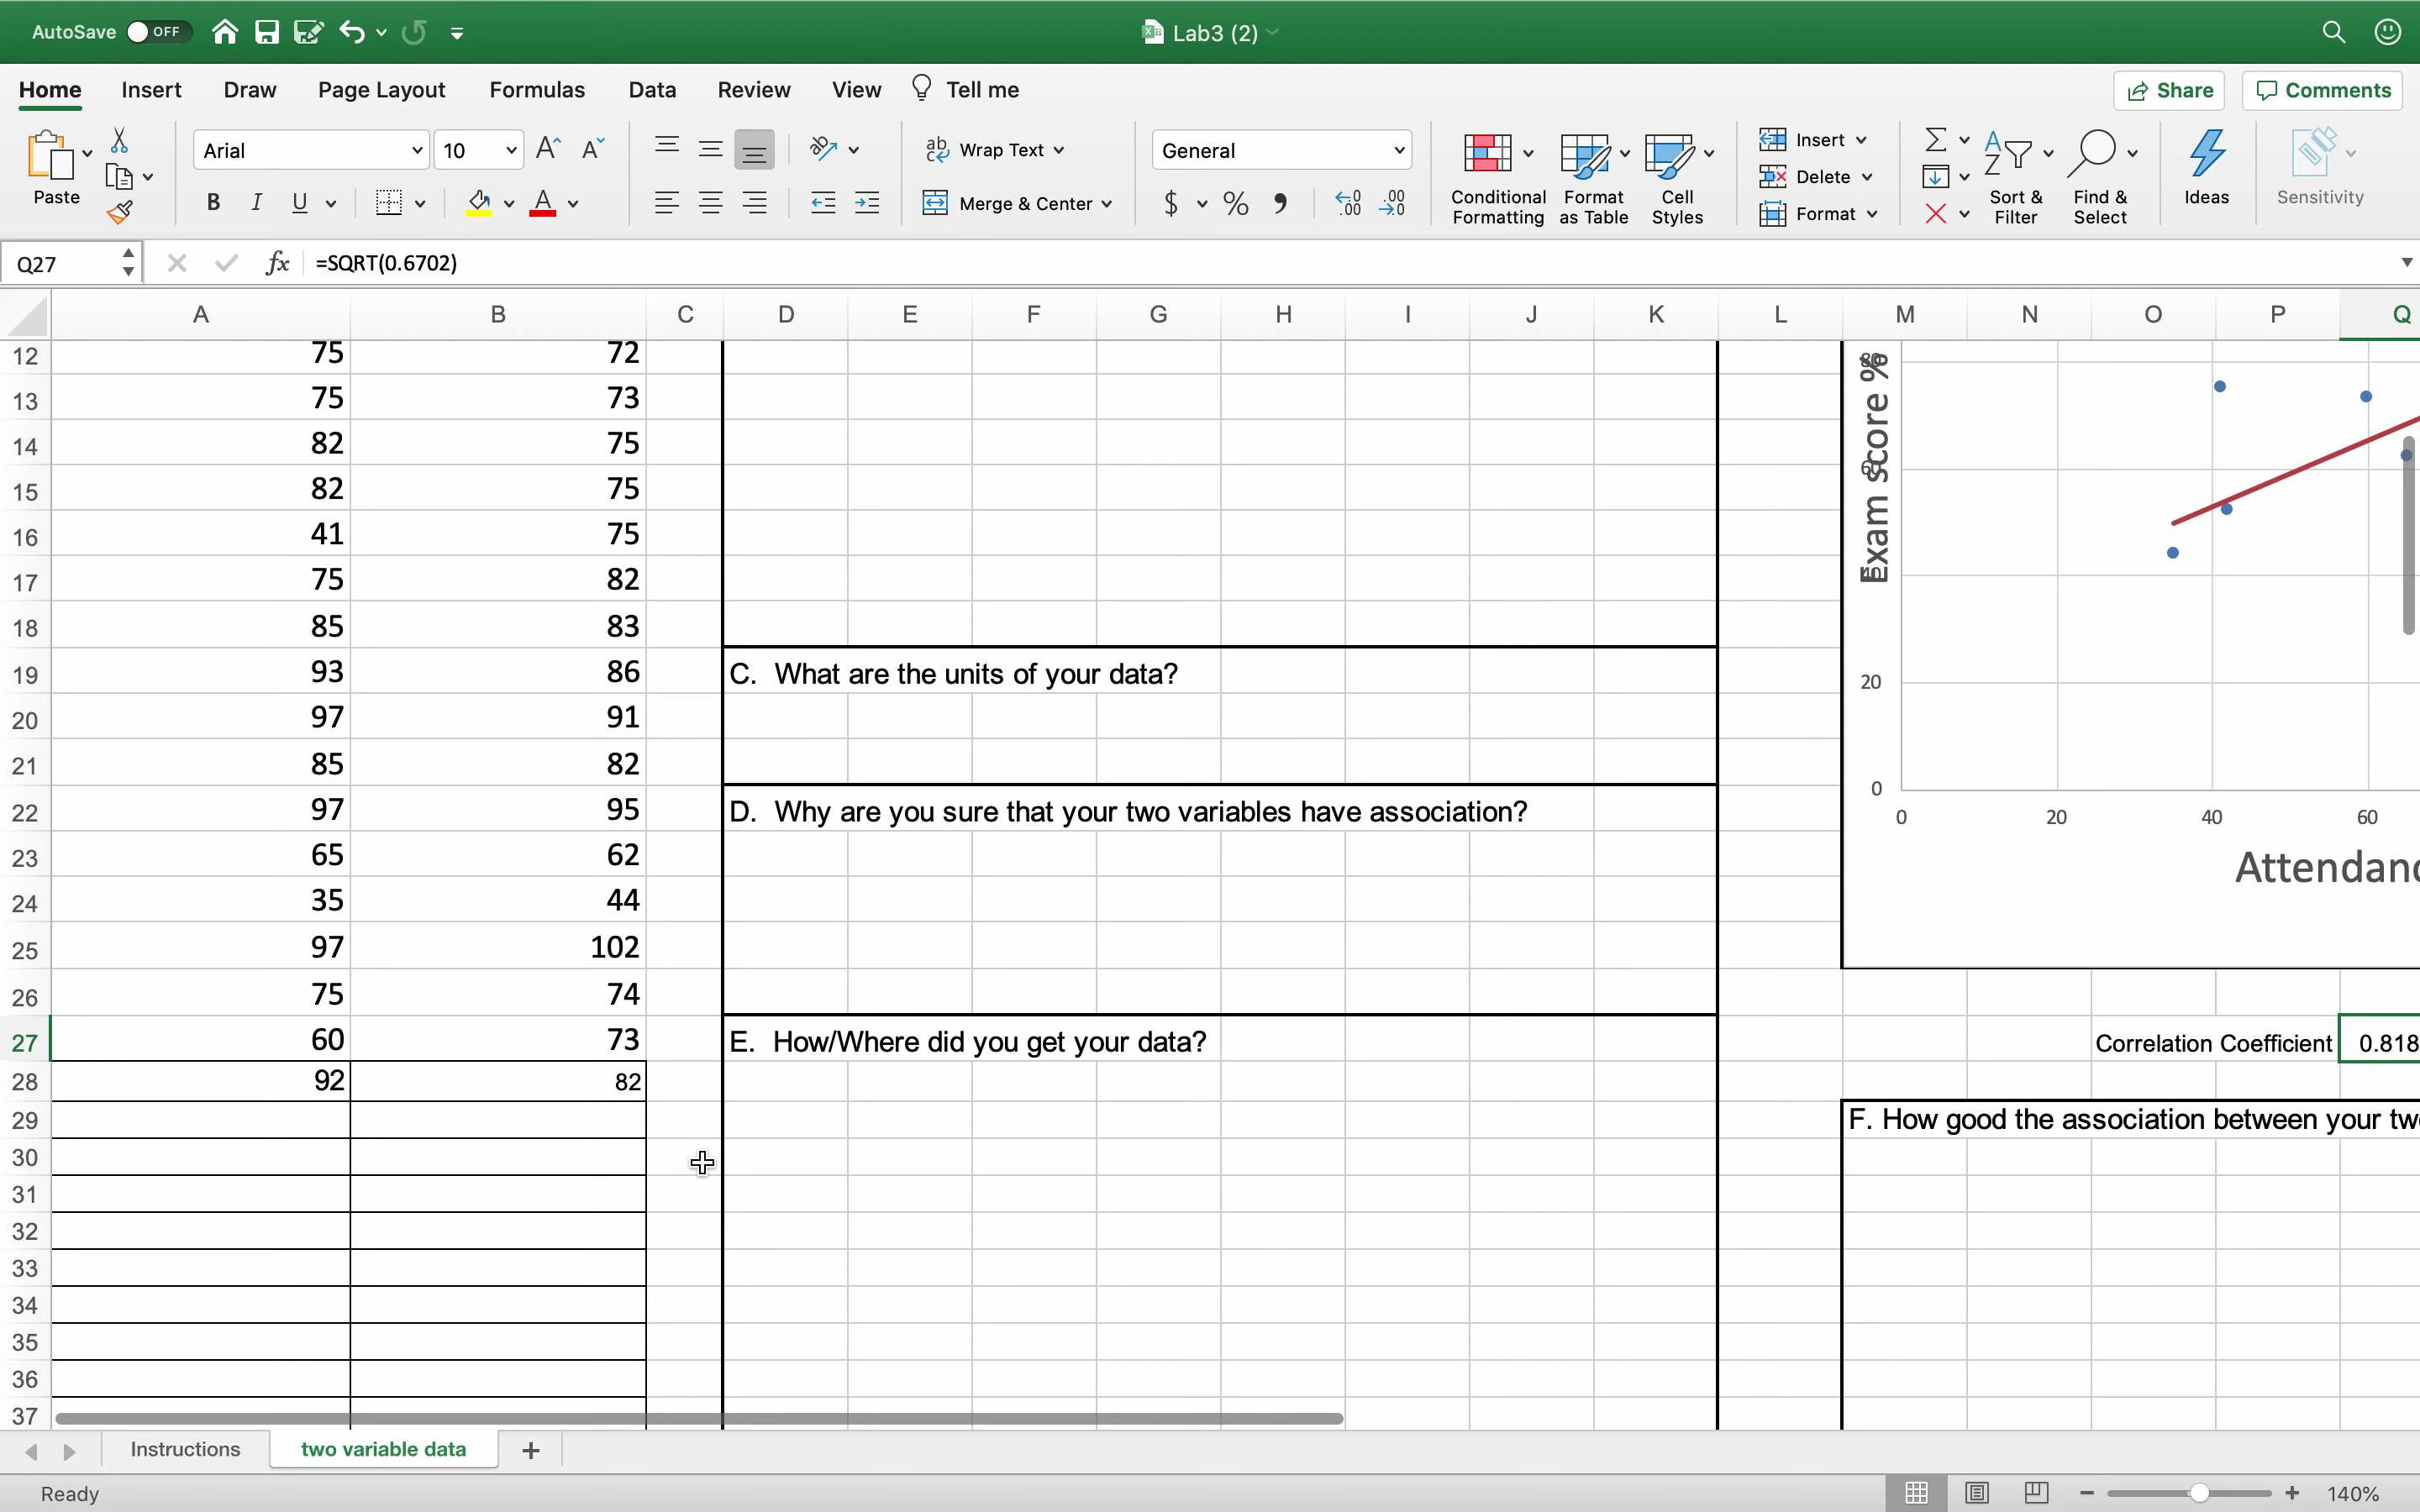 AutoSave OFF
Lab3 (2)
Home Insert Draw Page Layout Formulas Data Review View Tell me Share Comments
Paste
Arial 10
B I U
Wrap Text
Merge & Center
General
$ % 9 .00 .00
Conditional Formatting
Format as Table
Cell Styles
Insert
Delete
Format
Sort & Filter
Find & Select
Ideas
Sensitivity
Q27 fx =SQRT(0.6702)
A B C D E F G H I J K L M N O P Q
12 75 72
13 75 73
14 82 75
15 82 75
16 41 75
17 75 82
18 85 83
19 93 86 C. What are the units of your data?
20 97 91
21 85 82
22 97 95 D. Why are you sure that your two variables have association?
23 65 62
24 35 44
25 97 102
26 75 74
27 60 73 E. How/Where did you get your data? Correlation Coefficient 0.818
28 92 82
29 F. How good the association between your tw
30
31
32
33
34
35
36
37
Exam score %
80
60
40
20
0
0 20 40 60
Attendanc
Instructions two variable data +
Ready
140%